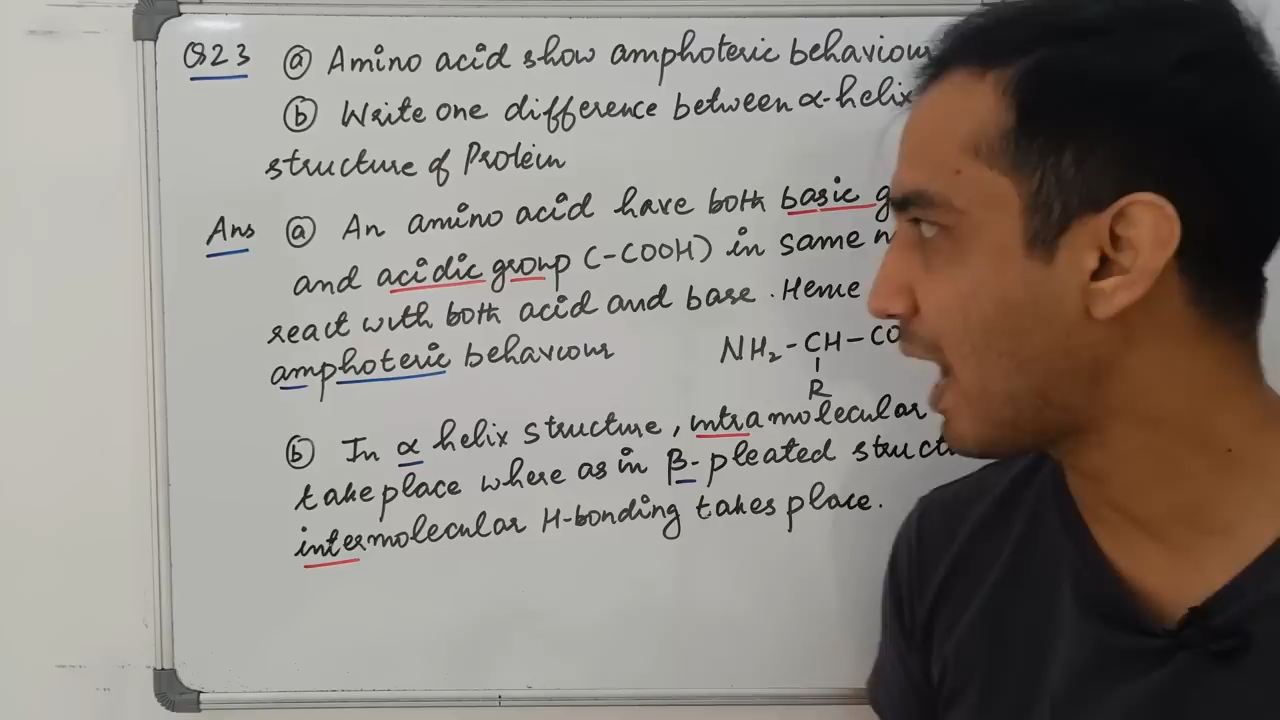 Q23 (a) Amino acid show amphoteric behaviour
(b) Write one difference between α-helix
structure of Protein
Ans (a) An amino acid have both basic
and acidic group (-COOH) in same
react with both acid and base. Hence
amphoteric behaviour
NH₂-CH-CO
R
(b) In α helix structure, intramolecular
take place where as in β-pleated
intermolecular H-bonding takes place.